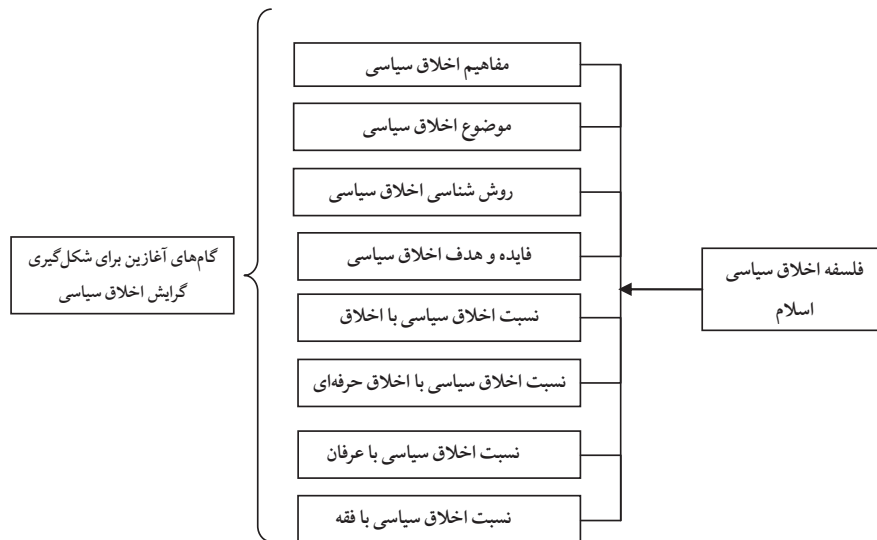 فلسفه اخلاق سیاسی
اسلام
مفاهیم اخلاق سیاسی
موضوع اخلاق سیاسی
روش شناسی اخلاق سیاسی
فایده و هدف اخلاق سیاسی
نسبت اخلاق سیاسی با اخلاق
نسبت اخلاق سیاسی با اخلاق حرفه‌ای
نسبت اخلاق سیاسی با عرفان
نسبت اخلاق سیاسی با فقه
گام‌های آغازین برای شکل‌گیری
گرایش اخلاق سیاسی